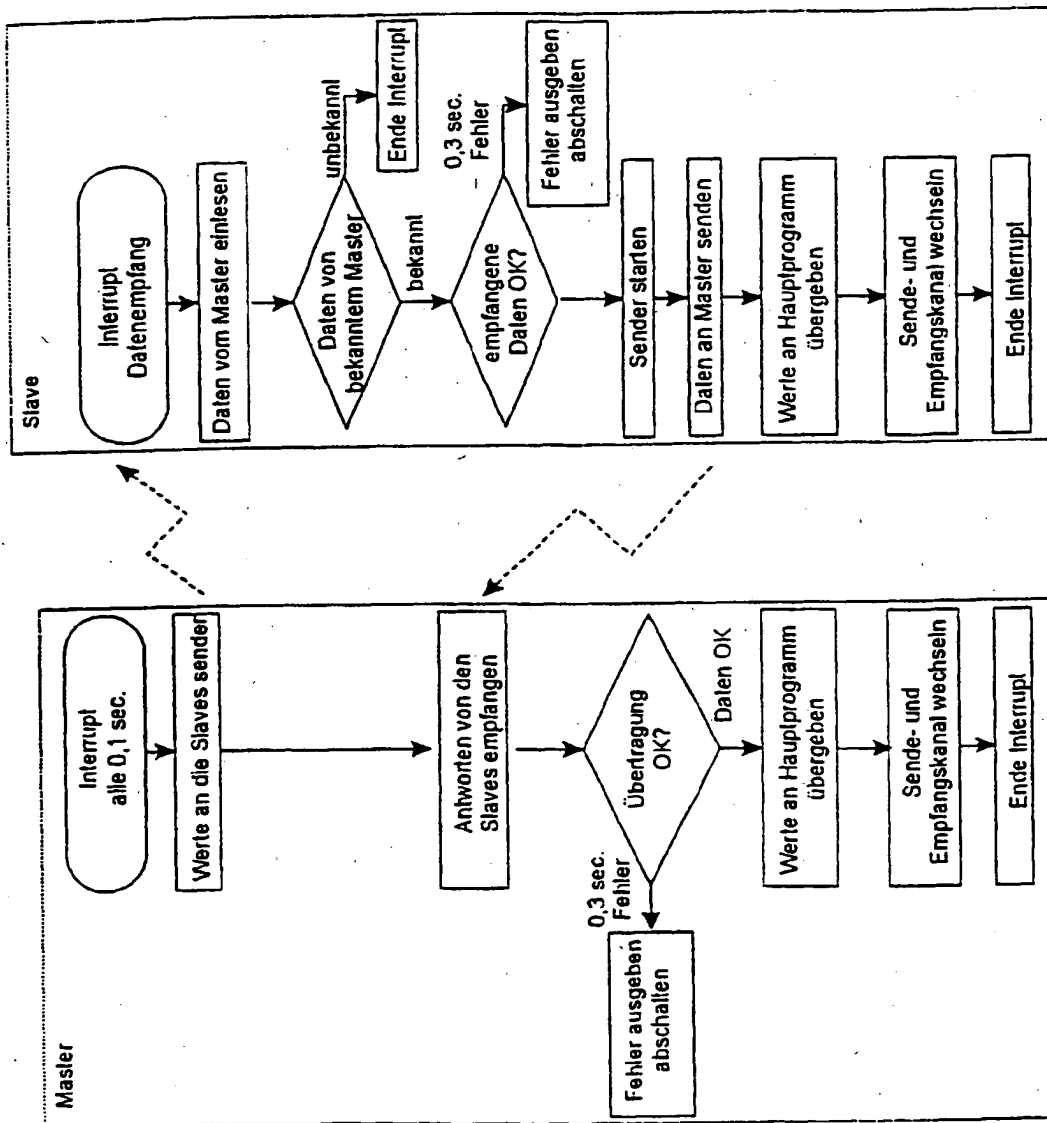 Master
Interrupt
alle 0,1 sec.
Werte an die Slaves senden
Antworten von den
Slaves empfangen
Übertragung
OK?
0,3 sec.
Fehler
Fehler ausgeben
abschalten
Daten OK
Werte an Hauptprogramm
übergeben
Sende- und
Empfangskanal wechseln
Ende Interrupt
Slave
Interrupt
Datenempfang
Daten vom Master einlesen
Daten von
bekanntem Master
unbekannt
Ende Interrupt
bekannt
empfangene
Daten OK?
0,3 sec.
Fehler
Fehler ausgeben
abschalten
Sender starten
Daten an Master senden
Werte an Hauptprogramm
übergeben
Sende- und
Empfangskanal wechseln
Ende Interrupt